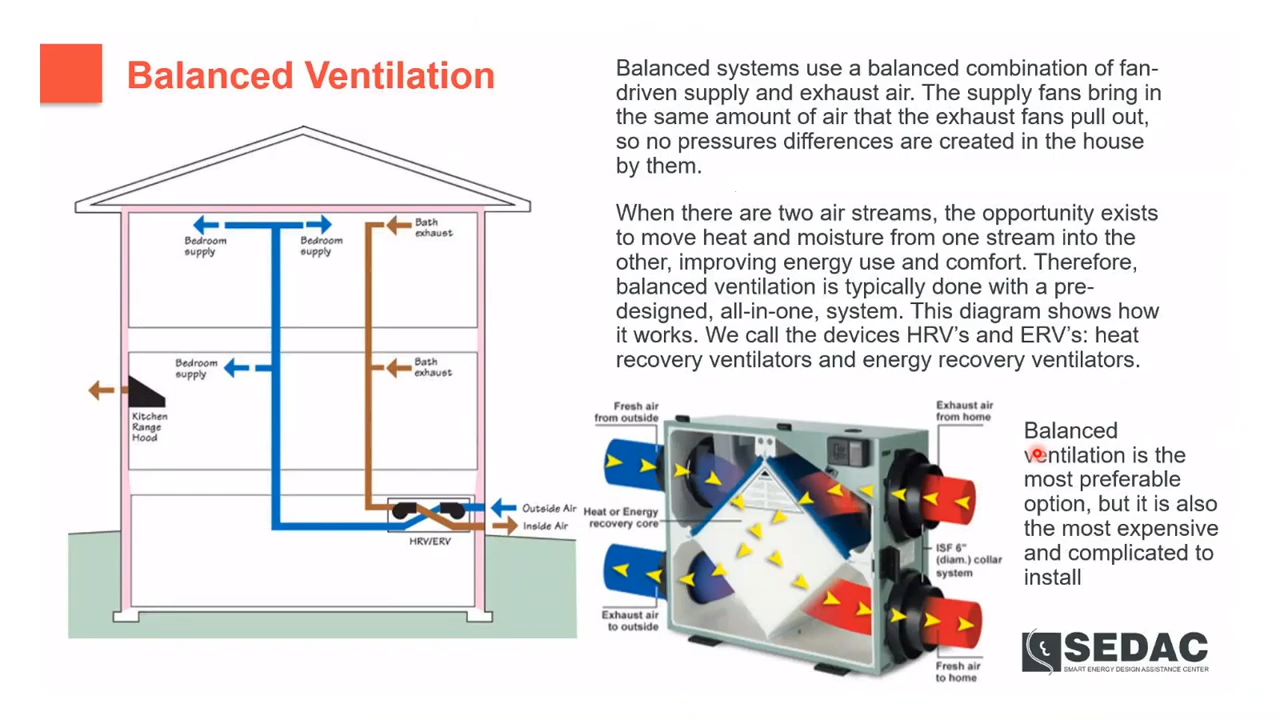 Balanced Ventilation
Balanced systems use a balanced combination of fan-
driven supply and exhaust air. The supply fans bring in
the same amount of air that the exhaust fans pull out,
so no pressures differences are created in the house
by them.
When there are two air streams, the opportunity exists
to move heat and moisture from one stream into the
other, improving energy use and comfort. Therefore,
balanced ventilation is typically done with a pre-
designed, all-in-one, system. This diagram shows how
it works. We call the devices HRV's and ERV's: heat
recovery ventilators and energy recovery ventilators.
Bedroom
supply
Bedroom
supply
Bath
exhaust
Bedroom
supply
Bath
exhaust
Kitchen
Range
Hood
Outside Air
Inside Air
HRV/ERV
Fresh air
from outside
Exhaust air
from home
Heat or Energy
recovery core
ISF 6"
(diam.) collar
system
Exhaust air
to outside
Fresh air
to home
Balanced
ventilation is the
most preferable
option, but it is also
the most expensive
and complicated to
install
SEDAC
SMART ENERGY DESIGN ASSISTANCE CENTER